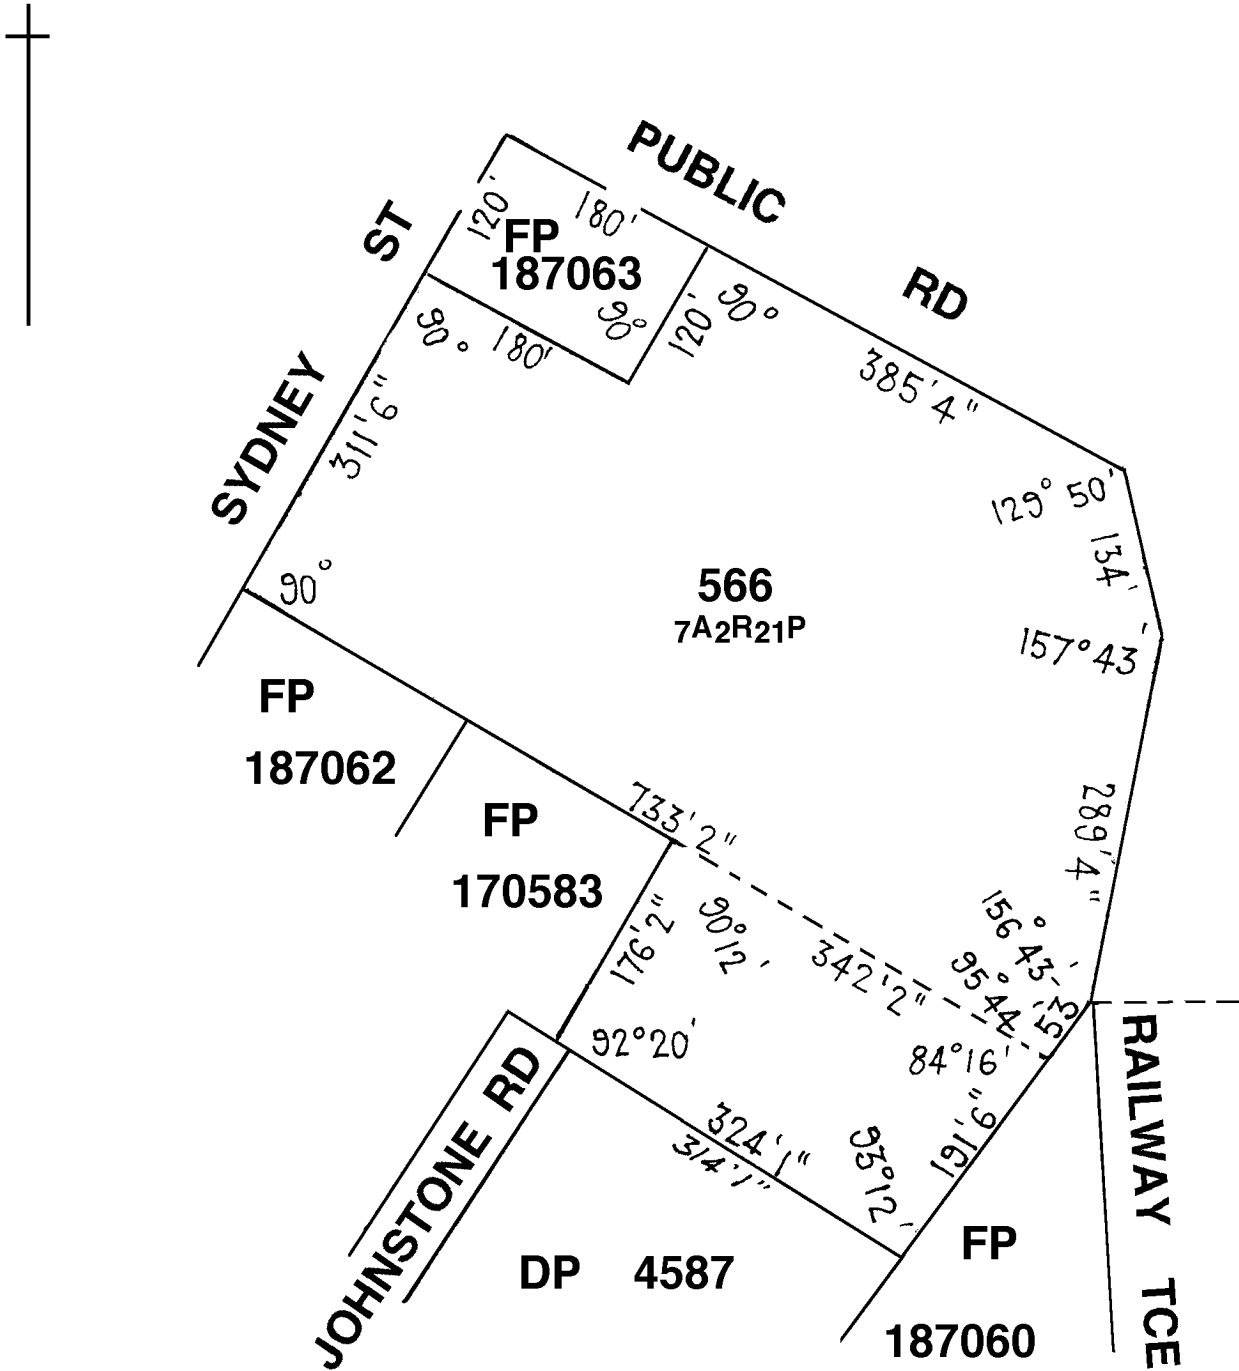 PUBLIC
RD
120'
180'
FP
187063
90°
120'
90°
SYDNEY
ST
90°
180'
311'6"
385'4"
129° 50'
134'
90°
566
7A2R21P
157°43'
FP
187062
733'2"
289'4"
FP
170583
176'2"
90°12'
342'2"
156°43'
95°44'
53'
92°20'
84°16'
191'6"
JOHNSTONE RD
324'1"
314'1"
93°12'
RAILWAY TCE
DP 4587
FP
187060